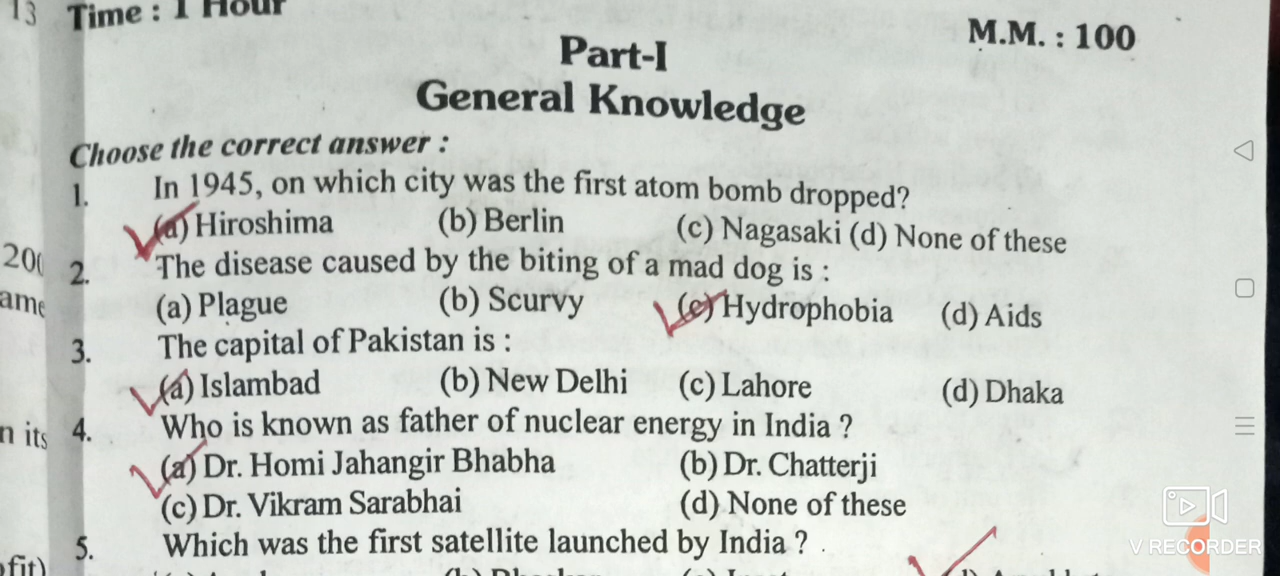 13 Time : 1 Hour
M.M. : 100
Part-I
General Knowledge
Choose the correct answer :
1. In 1945, on which city was the first atom bomb dropped?
(a) Hiroshima (b) Berlin (c) Nagasaki (d) None of these
2. The disease caused by the biting of a mad dog is :
(a) Plague (b) Scurvy (c) Hydrophobia (d) Aids
3. The capital of Pakistan is :
(a) Islambad (b) New Delhi (c) Lahore (d) Dhaka
n its 4. Who is known as father of nuclear energy in India ?
(a) Dr. Homi Jahangir Bhabha (b) Dr. Chatterji
(c) Dr. Vikram Sarabhai (d) None of these
5. Which was the first satellite launched by India ?
V RECORDER